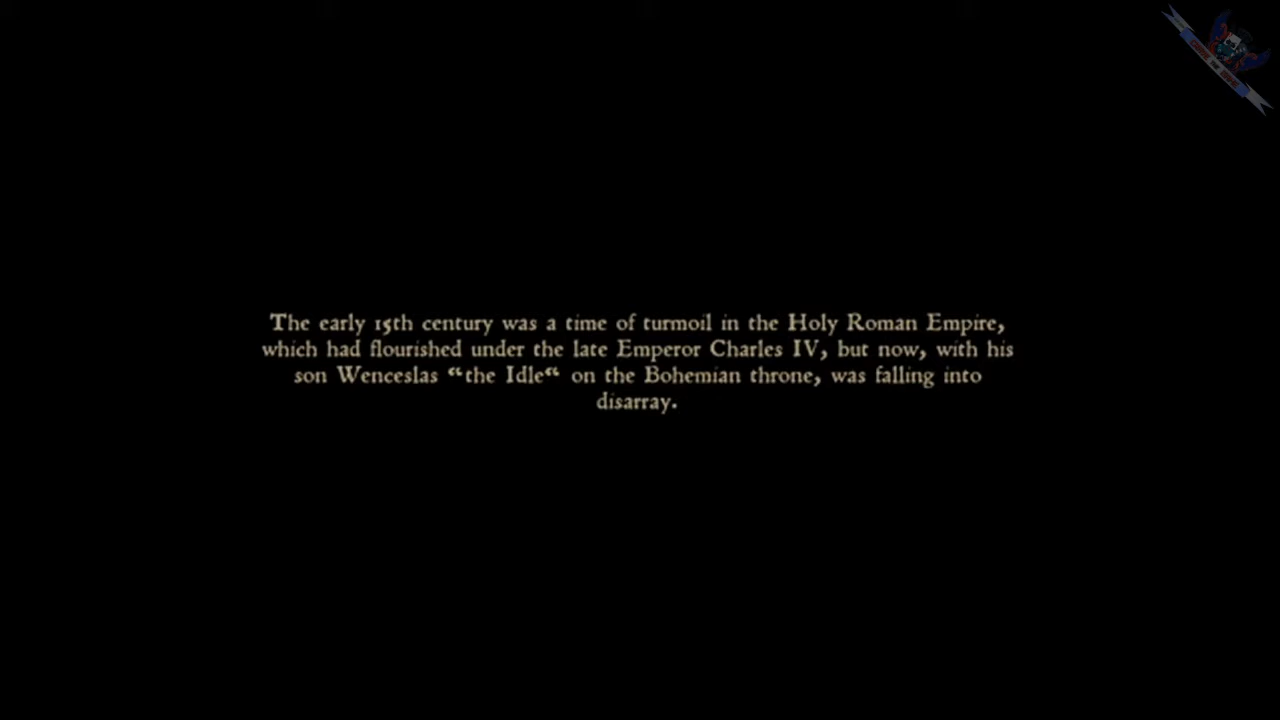 The early 15th century was a time of turmoil in the Holy Roman Empire,
which had flourished under the late Emperor Charles IV, but now, with his
son Wenceslas “the Idle“ on the Bohemian throne, was falling into
disarray.